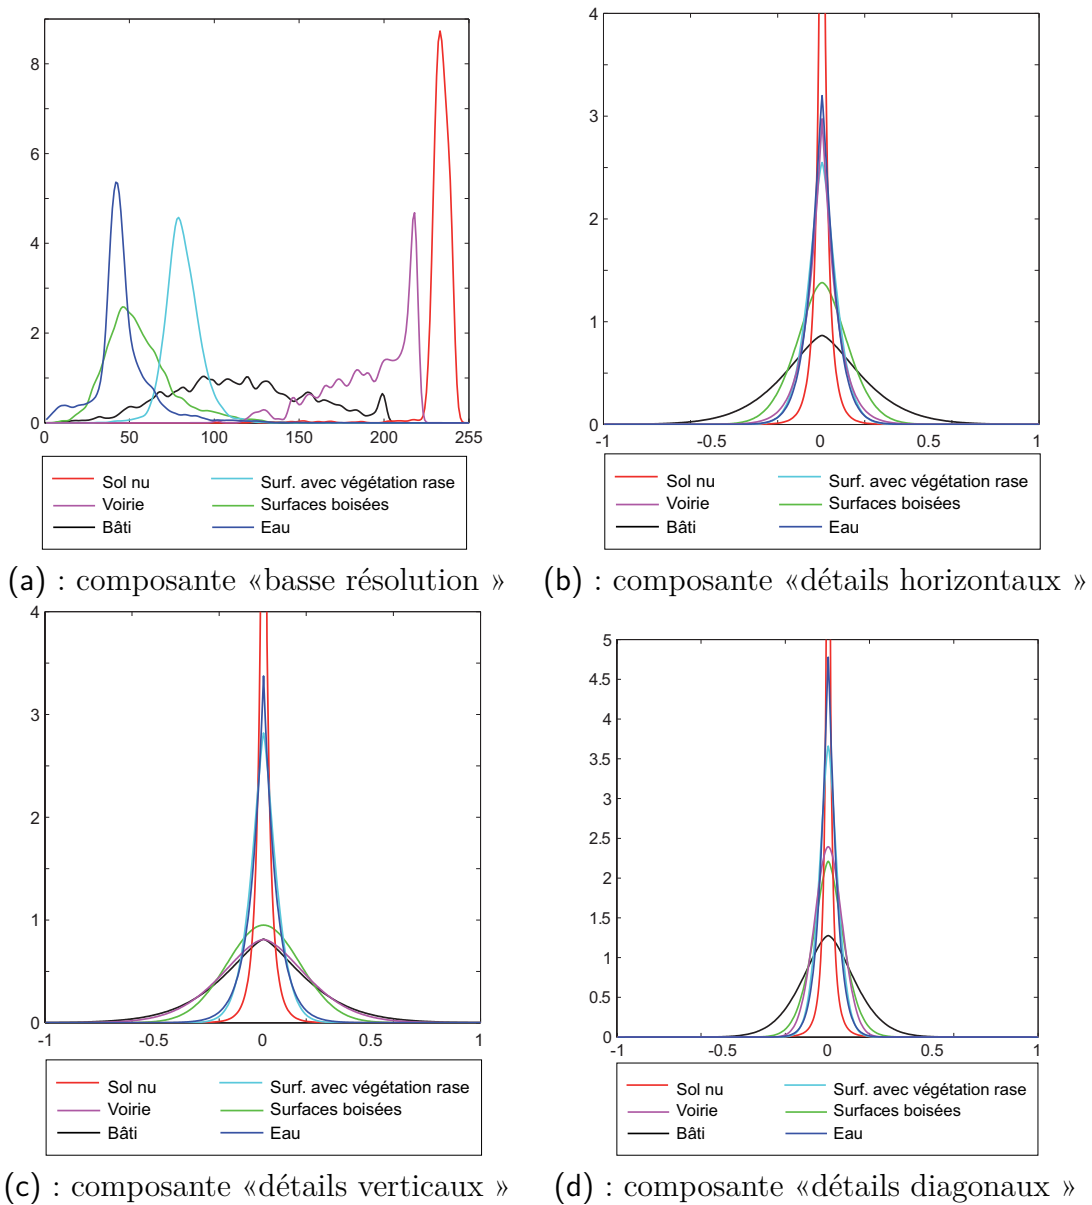 8
6
4
2
0
0 50 100 150 200 255
Sol nu
Voirie
Bâti
Surf. avec végétation rase
Surfaces boisées
Eau
(a) : composante «basse résolution »
4
3
2
1
0
-1 -0.5 0 0.5 1
Sol nu
Voirie
Bâti
Surf. avec végétation rase
Surfaces boisées
Eau
(b) : composante «détails horizontaux »
4
3
2
1
0
-1 -0.5 0 0.5 1
Sol nu
Voirie
Bâti
Surf. avec végétation rase
Surfaces boisées
Eau
(c) : composante «détails verticaux »
5
4.5
4
3.5
3
2.5
2
1.5
1
0.5
0
-1 -0.5 0 0.5 1
Sol nu
Voirie
Bâti
Surf. avec végétation rase
Surfaces boisées
Eau
(d) : composante «détails diagonaux »